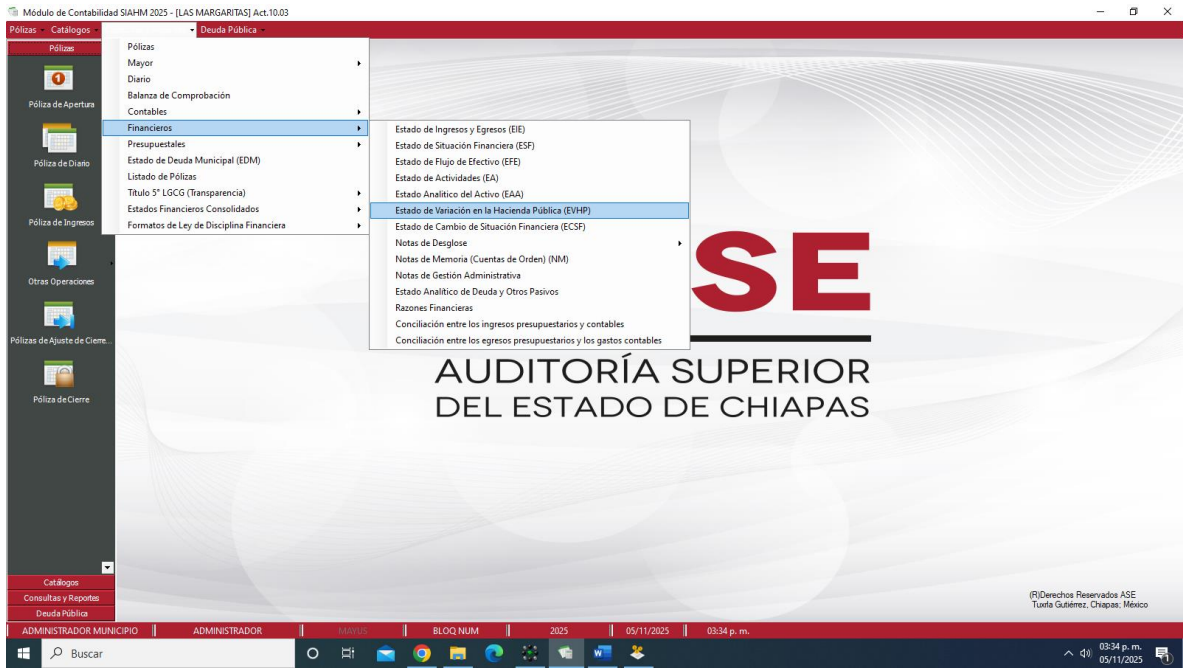 Módulo de Contabilidad SIAHM 2025 - [LAS MARGARITAS] Act.10.03
Pólizas Catálogos Deuda Pública
Pólizas
Póliza de Apertura
Póliza de Diario
Póliza de Ingresos
Otras Operaciones
Pólizas de Ajuste de Cierre...
Póliza de Cierre
Catálogos
Consultas y Reportes
Deuda Pública
Pólizas
Mayor
Diario
Balanza de Comprobación
Contables
Financieros
Presupuestales
Estado de Deuda Municipal (EDM)
Listado de Pólizas
Título 5° LGCG (Transparencia)
Estados Financieros Consolidados
Formatos de Ley de Disciplina Financiera
Estado de Ingresos y Egresos (EIE)
Estado de Situación Financiera (ESF)
Estado de Flujo de Efectivo (EFE)
Estado de Actividades (EA)
Estado Analítico del Activo (EAA)
Estado de Variación en la Hacienda Pública (EVHP)
Estado de Cambio de Situación Financiera (ECSF)
Notas de Desglose
Notas de Memoria (Cuentas de Orden) (NM)
Notas de Gestión Administrativa
Estado Analítico de Deuda y Otros Pasivos
Razones Financieras
Conciliación entre los ingresos presupuestarios y contables
Conciliación entre los egresos presupuestarios y los gastos contables
SE
AUDITORÍA SUPERIOR
DEL ESTADO DE CHIAPAS
(R)Derechos Reservados ASE
Tuxtla Gutiérrez, Chiapas; México
ADMINISTRADOR MUNICIPIO ADMINISTRADOR MAYUS BLOQ NUM 2025 05/11/2025 03:34 p. m.
Buscar
03:34 p. m.
05/11/2025